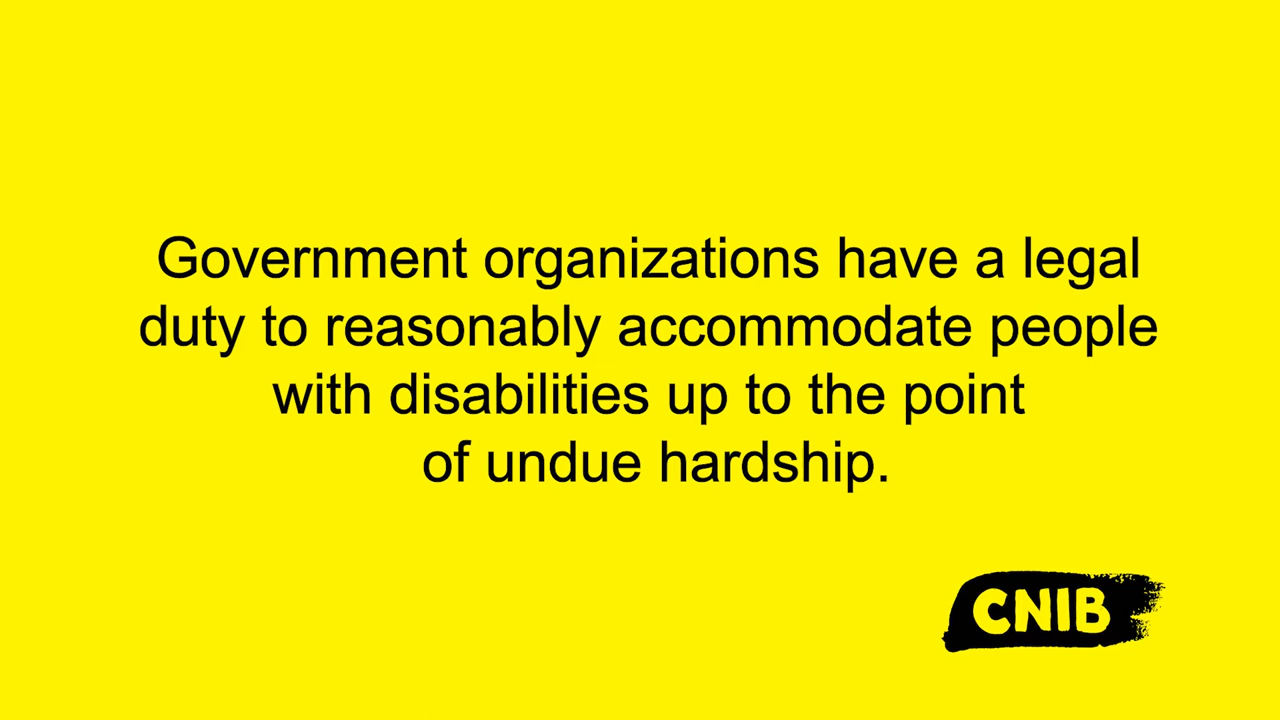 Government organizations have a legal
duty to reasonably accommodate people
with disabilities up to the point
of undue hardship.
CNIB